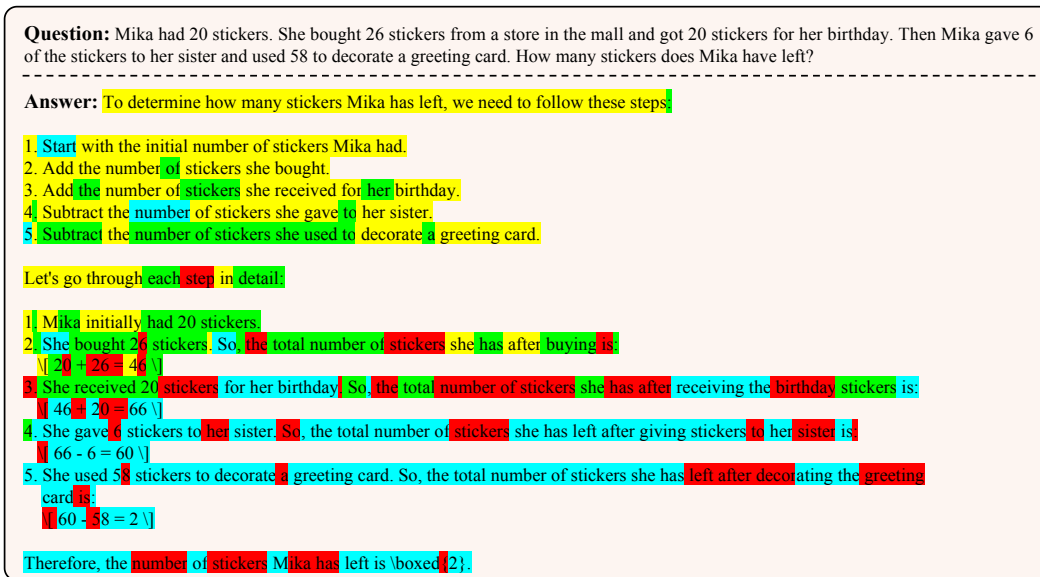 Question: Mika had 20 stickers. She bought 26 stickers from a store in the mall and got 20 stickers for her birthday. Then Mika gave 6
of the stickers to her sister and used 58 to decorate a greeting card. How many stickers does Mika have left?
Answer: To determine how many stickers Mika has left, we need to follow these steps:
1. Start with the initial number of stickers Mika had.
2. Add the number of stickers she bought.
3. Add the number of stickers she received for her birthday.
4. Subtract the number of stickers she gave to her sister.
5. Subtract the number of stickers she used to decorate a greeting card.
Let's go through each step in detail:
1. Mika initially had 20 stickers.
2. She bought 26 stickers. So, the total number of stickers she has after buying is:
\[ 20 + 26 = 46 \]
3. She received 20 stickers for her birthday. So, the total number of stickers she has after receiving the birthday stickers is:
\[ 46 + 20 = 66 \]
4. She gave 6 stickers to her sister. So, the total number of stickers she has left after giving stickers to her sister is:
\[ 66 - 6 = 60 \]
5. She used 58 stickers to decorate a greeting card. So, the total number of stickers she has left after decorating the greeting
card is:
\[ 60 - 58 = 2 \]
Therefore, the number of stickers Mika has left is \boxed{2}.